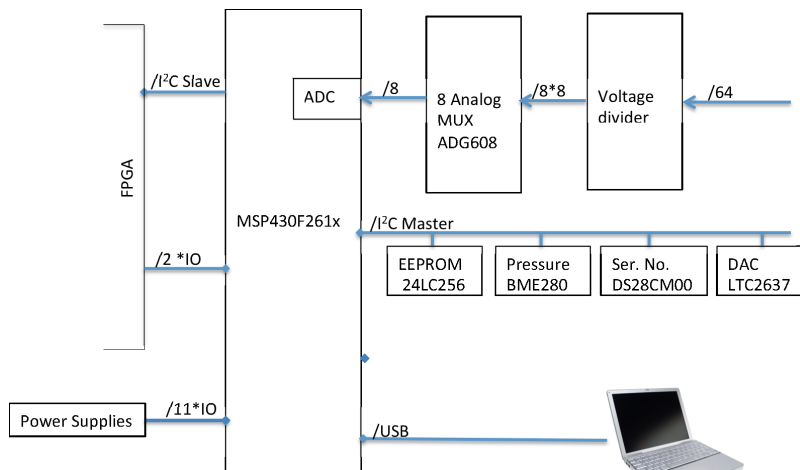 /I²C Slave
ADC
/8
8 Analog
MUX
ADG608
/8*8
Voltage
divider
/64
FPGA
MSP430F261x
/I²C Master
/2 *IO
EEPROM
24LC256
Pressure
BME280
Ser. No.
DS28CM00
DAC
LTC2637
Power Supplies
/11*IO
/USB